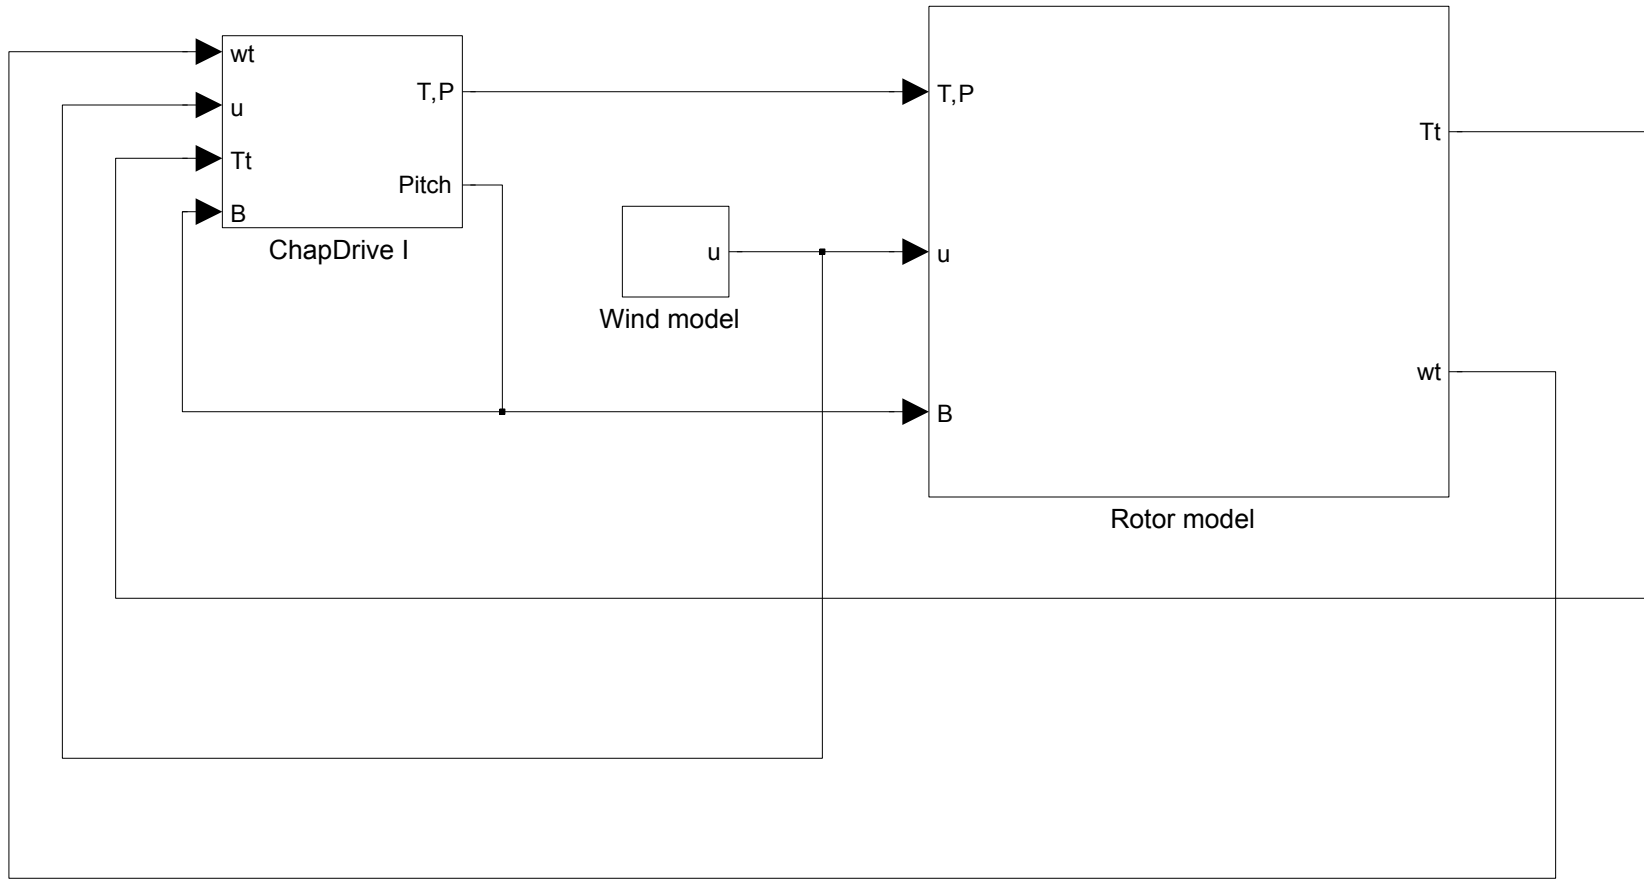 wt
u
Tt
B
T,P
Pitch
ChapDrive I
u
Wind model
T,P
u
B
Tt
wt
Rotor model